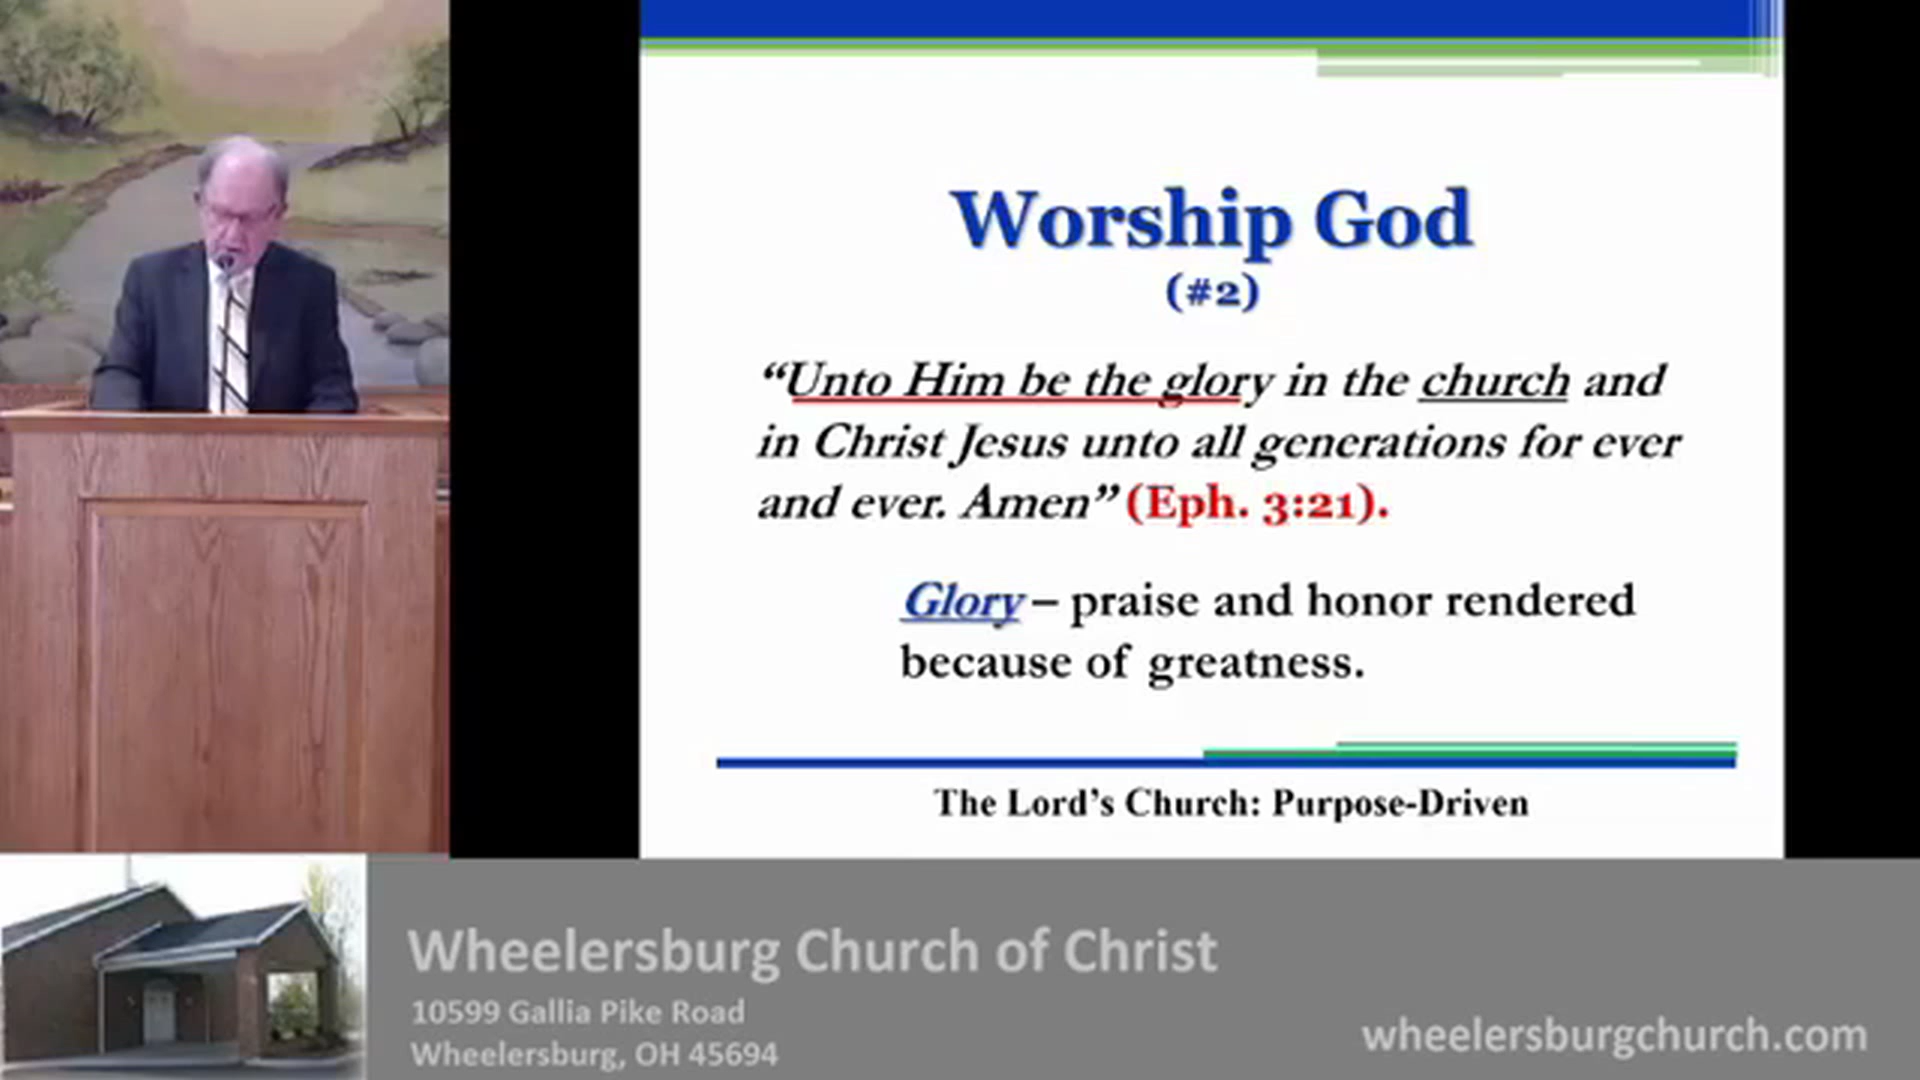 Worship God
(#2)
“Unto Him be the glory in the church and
in Christ Jesus unto all generations for ever
and ever. Amen” (Eph. 3:21).
Glory – praise and honor rendered
because of greatness.
The Lord’s Church: Purpose-Driven
Wheelersburg Church of Christ
10599 Gallia Pike Road
Wheelersburg, OH 45694
wheelersburgchurch.com